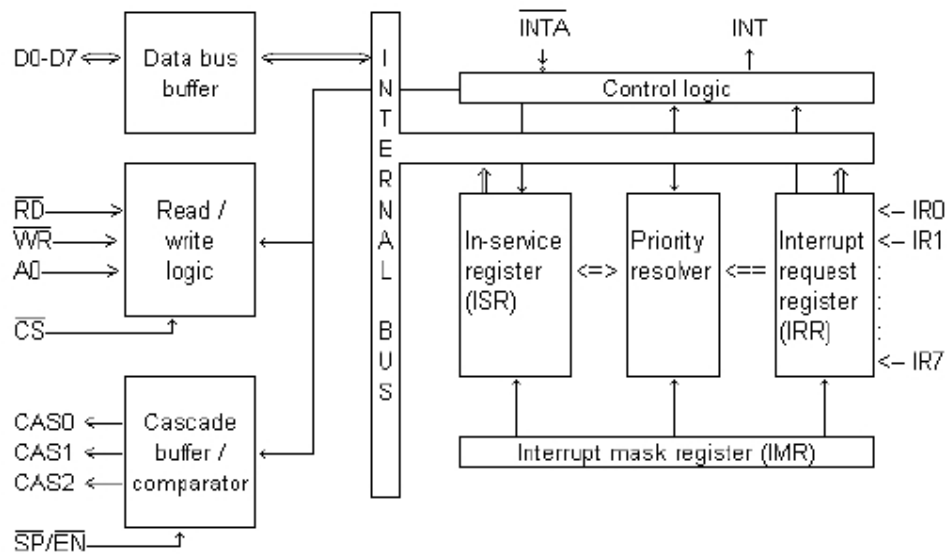 INTA
INT
D0-D7
Data bus
buffer
INTERNAL BUS
Control logic
RD
WR
A0
CS
Read /
write
logic
In-service
register
(ISR)
<=>
Priority
resolver
<==
Interrupt
request
register
(IRR)
<-- IR0
<-- IR1
:
:
:
<-- IR7
CAS0
CAS1
CAS2
SP/EN
Cascade
buffer /
comparator
Interrupt mask register (IMR)